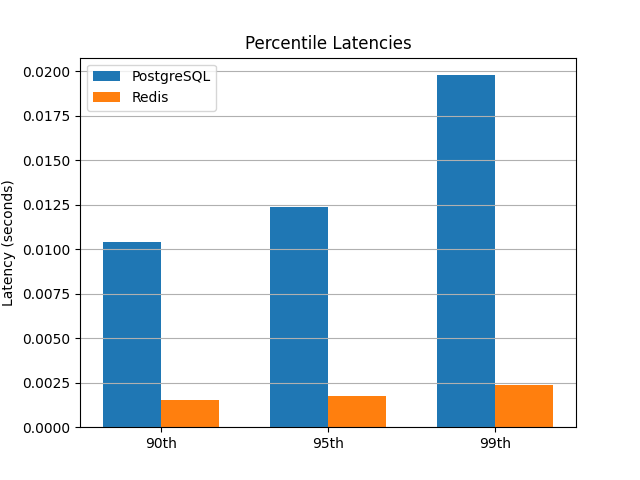 Percentile Latencies
PostgreSQL
Redis
Latency (seconds)
0.0200
0.0175
0.0150
0.0125
0.0100
0.0075
0.0050
0.0025
0.0000
90th
95th
99th